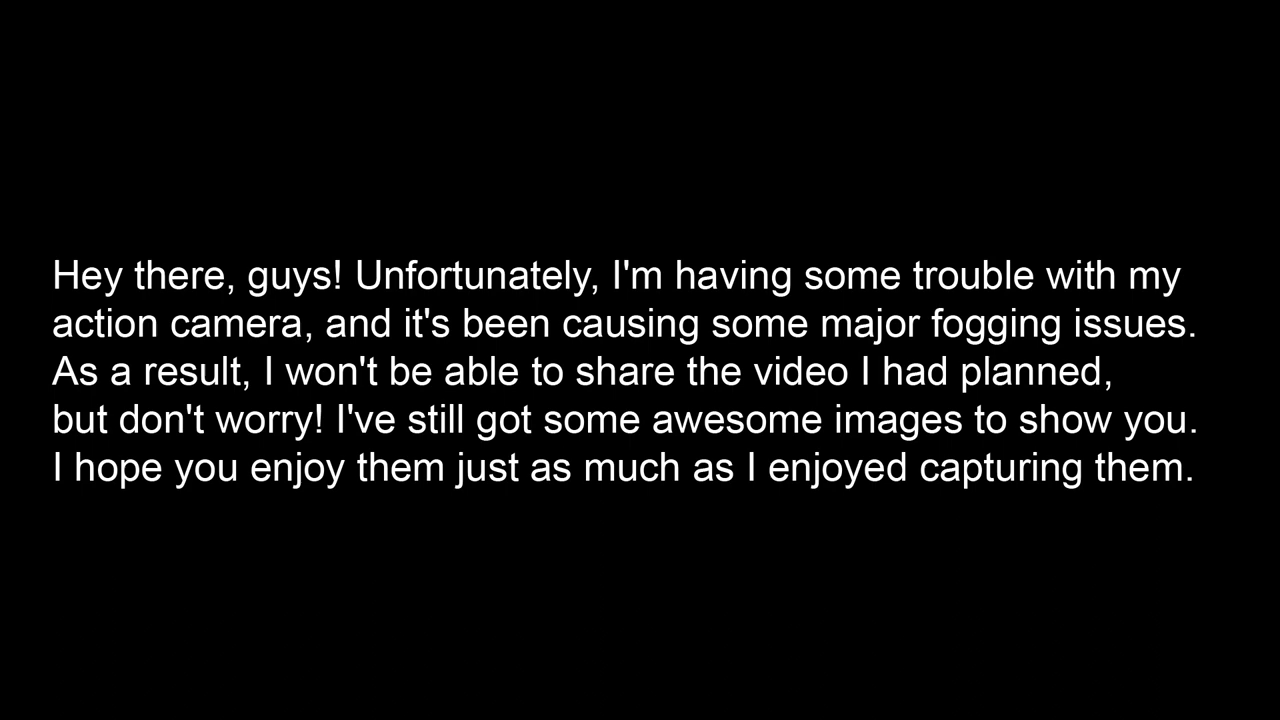 Hey there, guys! Unfortunately, I'm having some trouble with my
action camera, and it's been causing some major fogging issues.
As a result, I won't be able to share the video I had planned,
but don't worry! I've still got some awesome images to show you.
I hope you enjoy them just as much as I enjoyed capturing them.